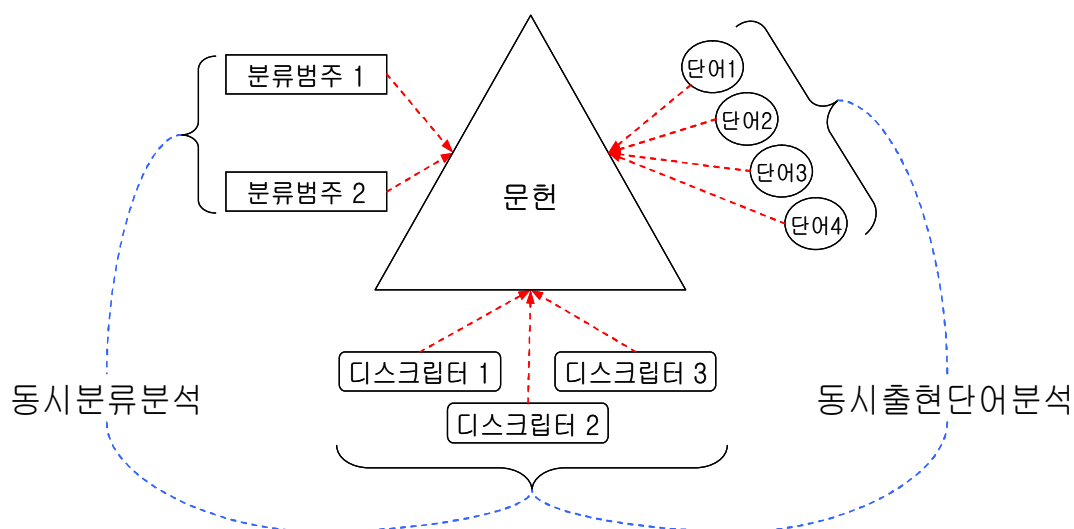 분류범주 1
분류범주 2
문헌
단어1
단어2
단어3
단어4
디스크립터 1
디스크립터 3
디스크립터 2
동시분류분석
동시출현단어분석